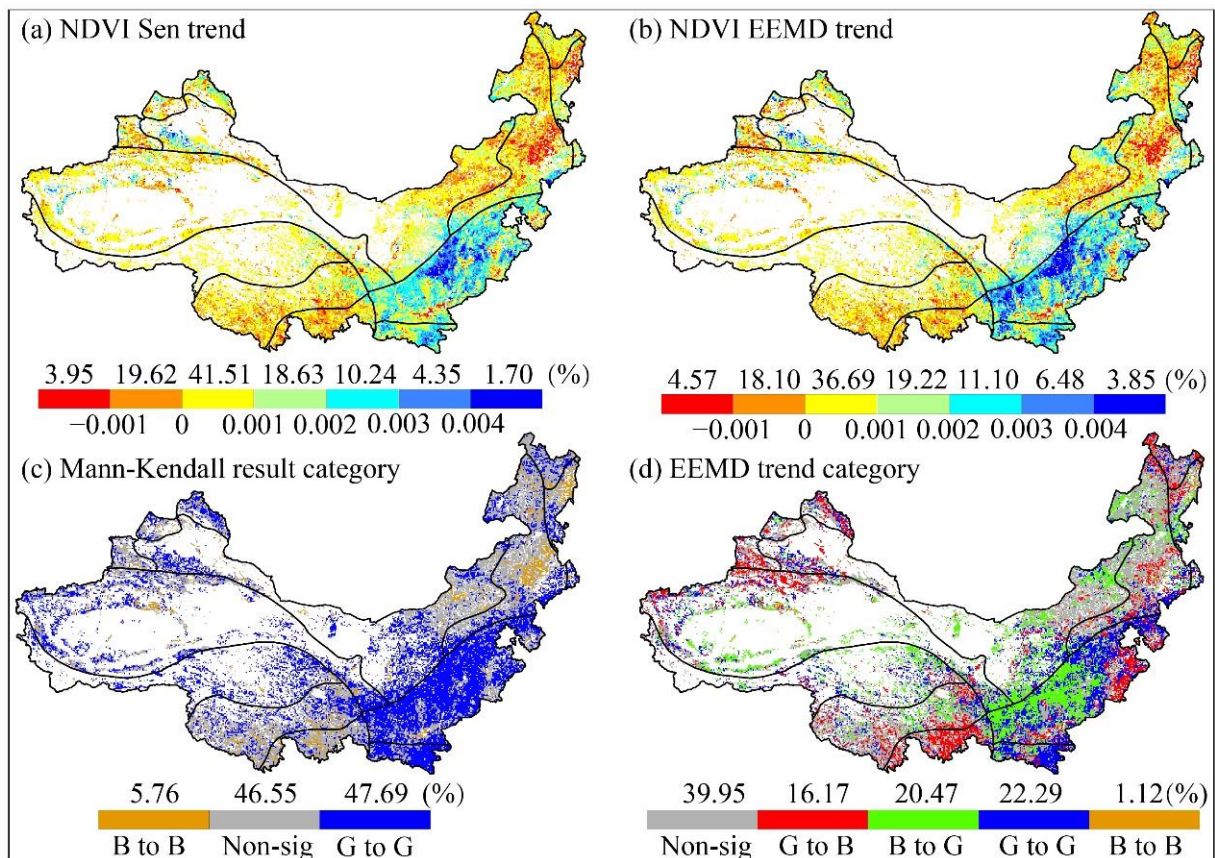 (a) NDVI Sen trend
(b) NDVI EEMD trend
3.95 19.62 41.51 18.63 10.24 4.35 1.70 (%)
−0.001 0 0.001 0.002 0.003 0.004
4.57 18.10 36.69 19.22 11.10 6.48 3.85 (%)
−0.001 0 0.001 0.002 0.003 0.004
(c) Mann-Kendall result category
(d) EEMD trend category
5.76 46.55 47.69 (%)
B to B Non-sig G to G
39.95 16.17 20.47 22.29 1.12(%)
Non-sig G to B B to G G to G B to B